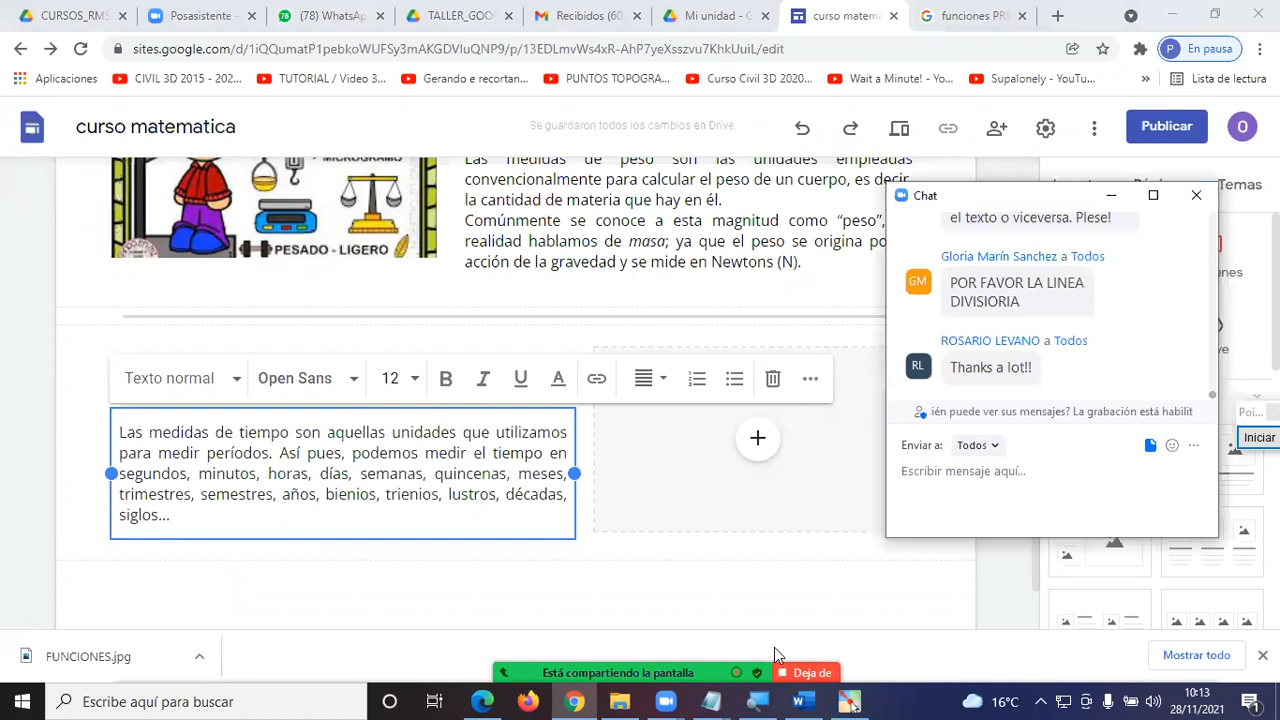 CURSOS_
Posasistente -
(78) WhatsApp
TALLER_GOO
Recibidos (60
Mi unidad - G
curso matema
funciones PR
sites.google.com/d/1iQQumatP1pebkoWUFSy3mAKGDVluQNP9/p/13EDLmvWs4xR-AhP7yeXsszvu7KhkUuiL/edit
P En pausa
Aplicaciones
CIVIL 3D 2015 - 202...
TUTORIAL / Video 3...
Gerando e recortan...
PUNTOS TOPOGRA...
Curso Civil 3D 2020...
Wait a Minute! - Yo...
Supalonely - YouTu...
»
Lista de lectura
curso matematica
Se guardaron todos los cambios en Drive.
Publicar
O
Temas
MICROGRAMO
PESADO - LIGERO
Las medidas de peso son las unidades empleadas
convencionalmente para calcular el peso de un cuerpo, es decir,
la cantidad de materia que hay en él.
Comúnmente se conoce a esta magnitud como “peso”,
realidad hablamos de masa; ya que el peso se origina po
acción de la gravedad y se mide en Newtons (N).
Texto normal
Open Sans
12
B
I
U
A
Las medidas de tiempo son aquellas unidades que utilizamos
para medir períodos. Así pues, podemos medir el tiempo en
segundos, minutos, horas, días, semanas, quincenas, meses,
trimestres, semestres, años, bienios, trienios, lustros, décadas,
siglos...
Chat
el texto o viceversa. Plese!
Gloria Marín Sanchez a Todos
GM
POR FAVOR LA LINEA
DIVISIORIA
ROSARIO LEVANO a Todos
RL
Thanks a lot!!
ién puede ver sus mensajes? La grabación está habilit
Enviar a:
Todos
Escribir mensaje aquí...
Poi...
Iniciar
FUNCIONES.jpg
Mostrar todo
Está compartiendo la pantalla
Deja de
Escribe aquí para buscar
16°C
10:13
28/11/2021